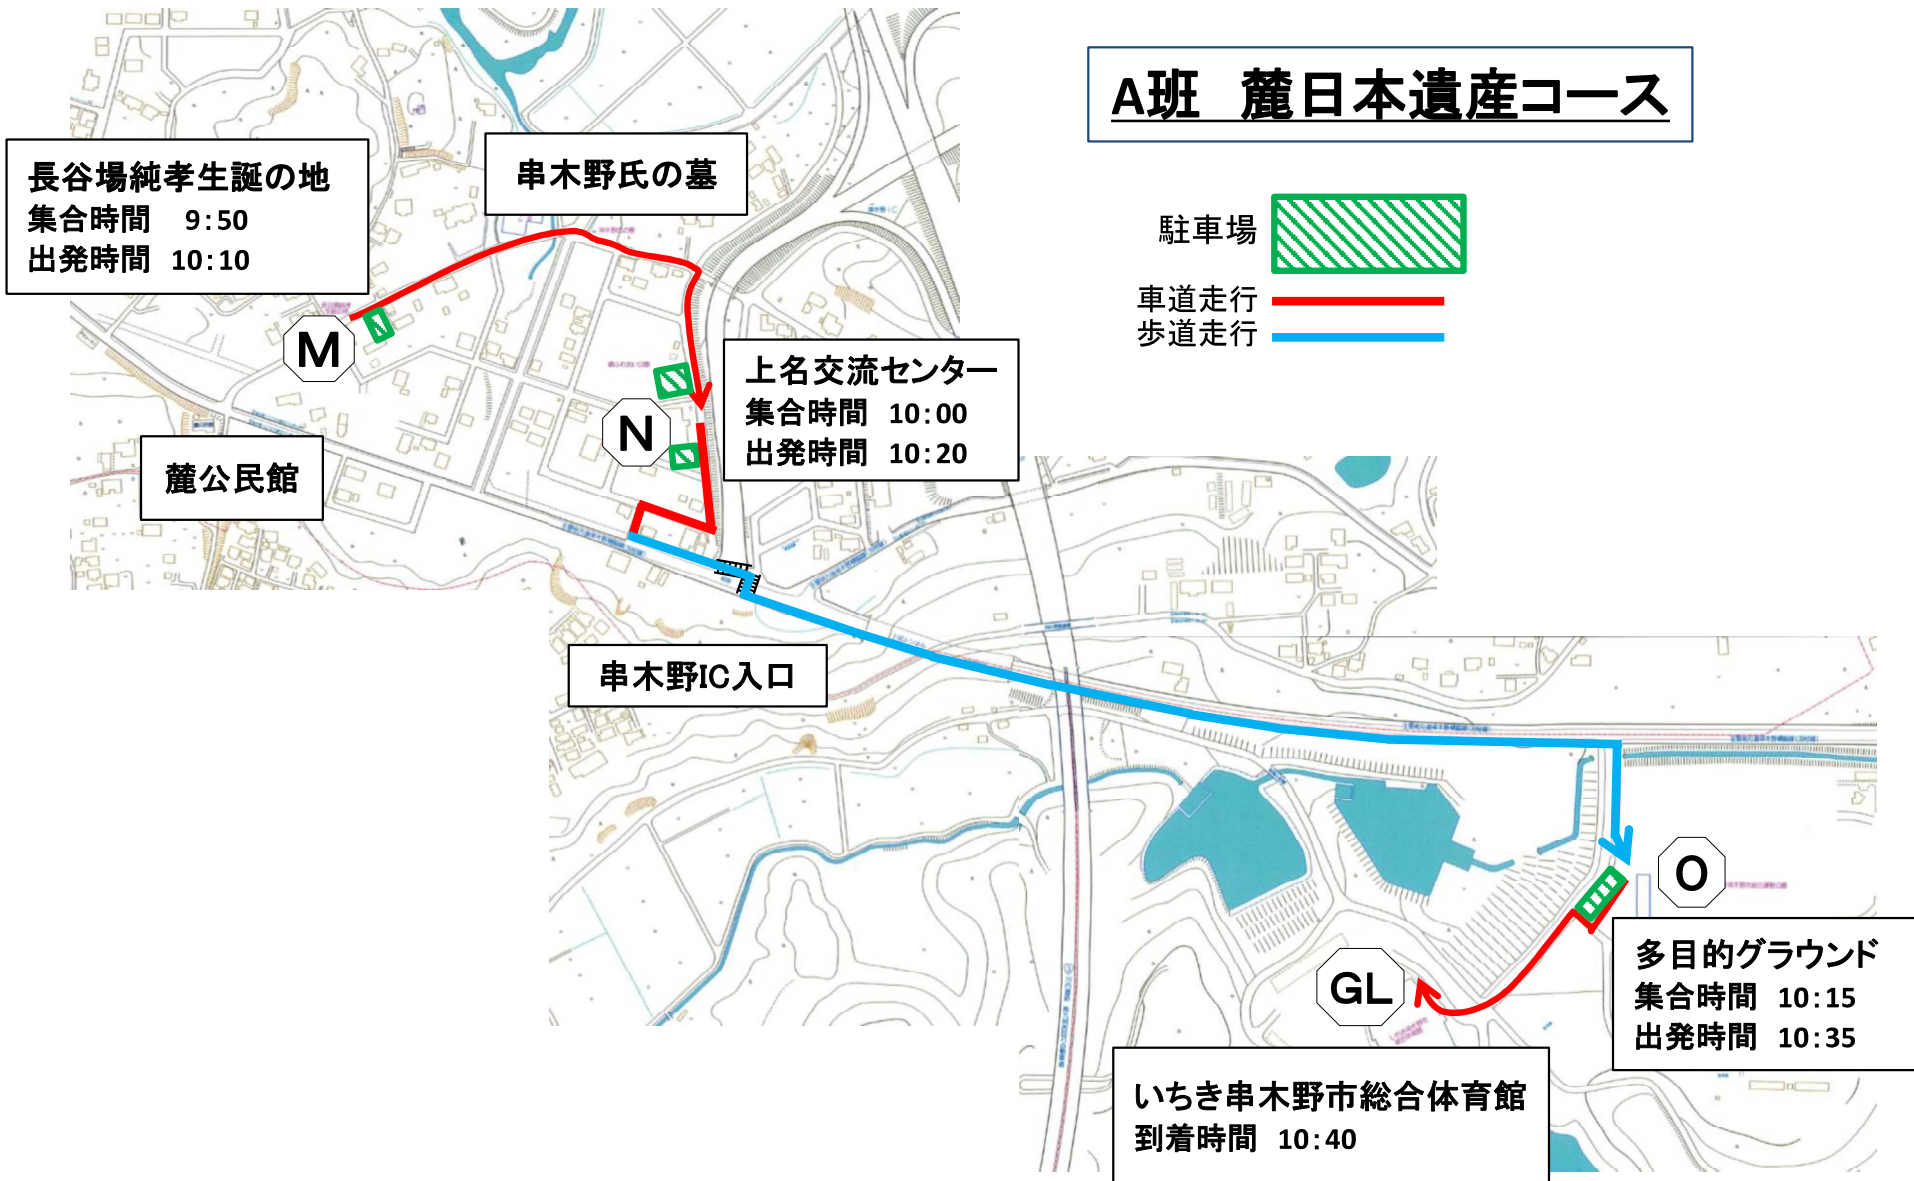 A班　麓日本遺産コース
駐車場
車道走行
歩道走行
長谷場純孝生誕の地
集合時間　9:50
出発時間　10:10
串木野氏の墓
M
上名交流センター
集合時間　10:00
出発時間　10:20
N
麓公民館
串木野IC入口
O
多目的グラウンド
集合時間　10:15
出発時間　10:35
GL
いちき串木野市総合体育館
到着時間　10:40